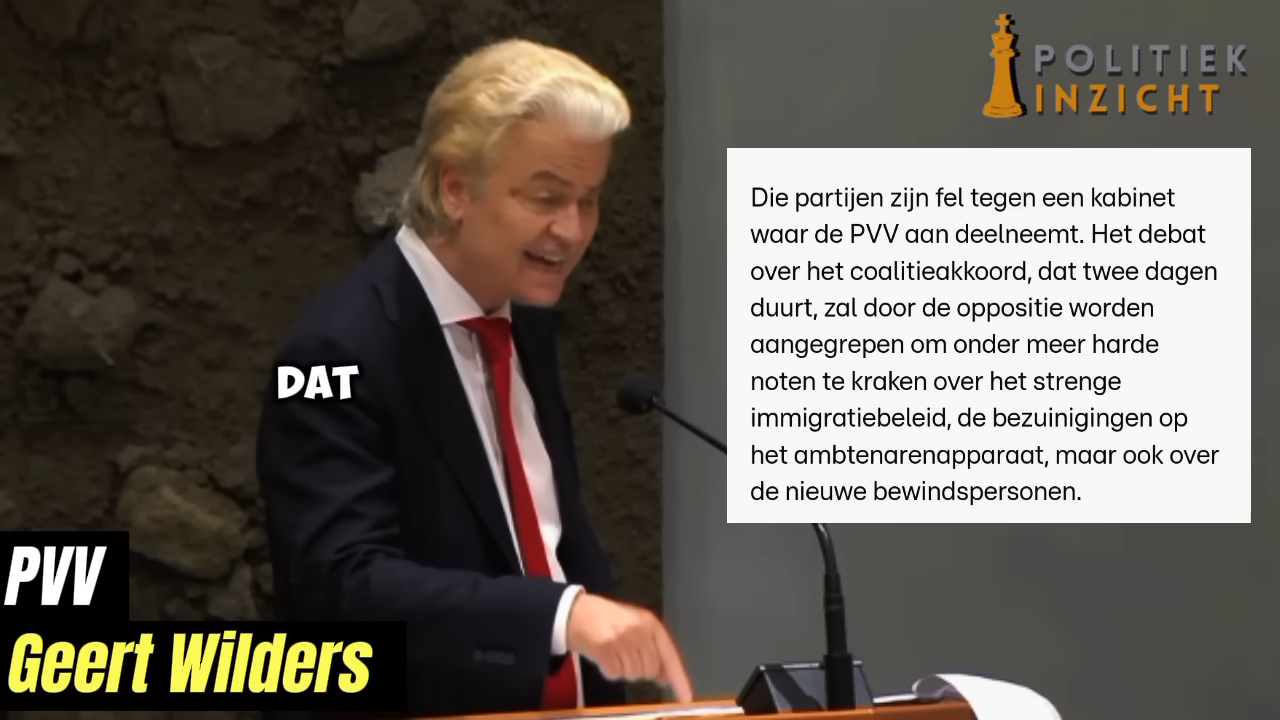 POLITIEK
INZICHT
Die partijen zijn fel tegen een kabinet
waar de PVV aan deelneemt. Het debat
over het coalitieakkoord, dat twee dagen
duurt, zal door de oppositie worden
aangegrepen om onder meer harde
noten te kraken over het strenge
immigratiebeleid, de bezuinigingen op
het ambtenarenapparaat, maar ook over
de nieuwe bewindspersonen.
DAT
PVV
Geert Wilders